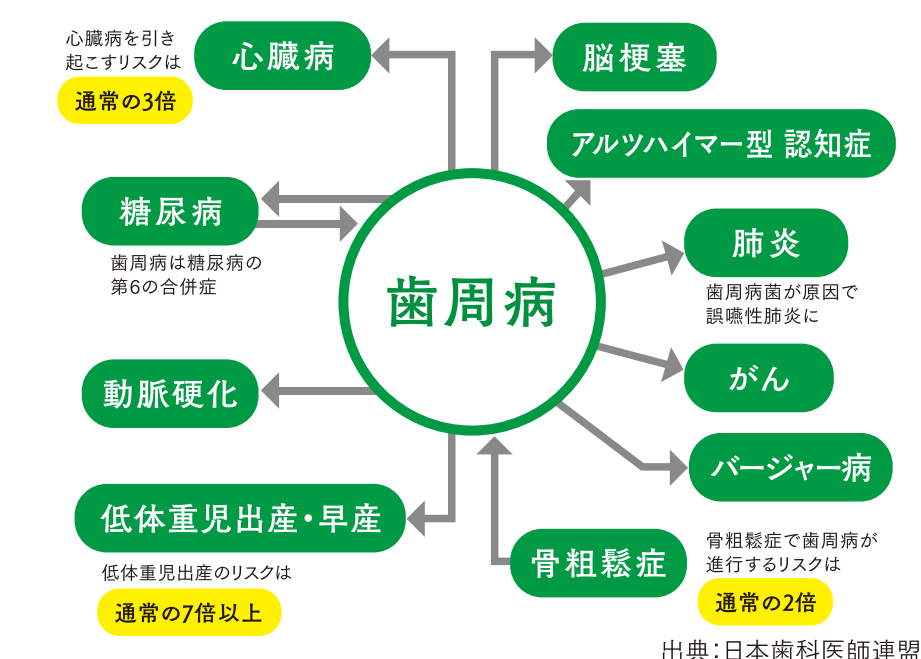 心臓病を引き
起こすリスクは
通常の3倍
心臓病
脳梗塞
アルツハイマー型 認知症
糖尿病
歯周病は糖尿病の
第6の合併症
肺炎
歯周病菌が原因で
誤嚥性肺炎に
歯周病
動脈硬化
がん
バージャー病
低体重児出産・早産
低体重児出産のリスクは
通常の7倍以上
骨粗鬆症
骨粗鬆症で歯周病が
進行するリスクは
通常の2倍
出典：日本歯科医師連盟